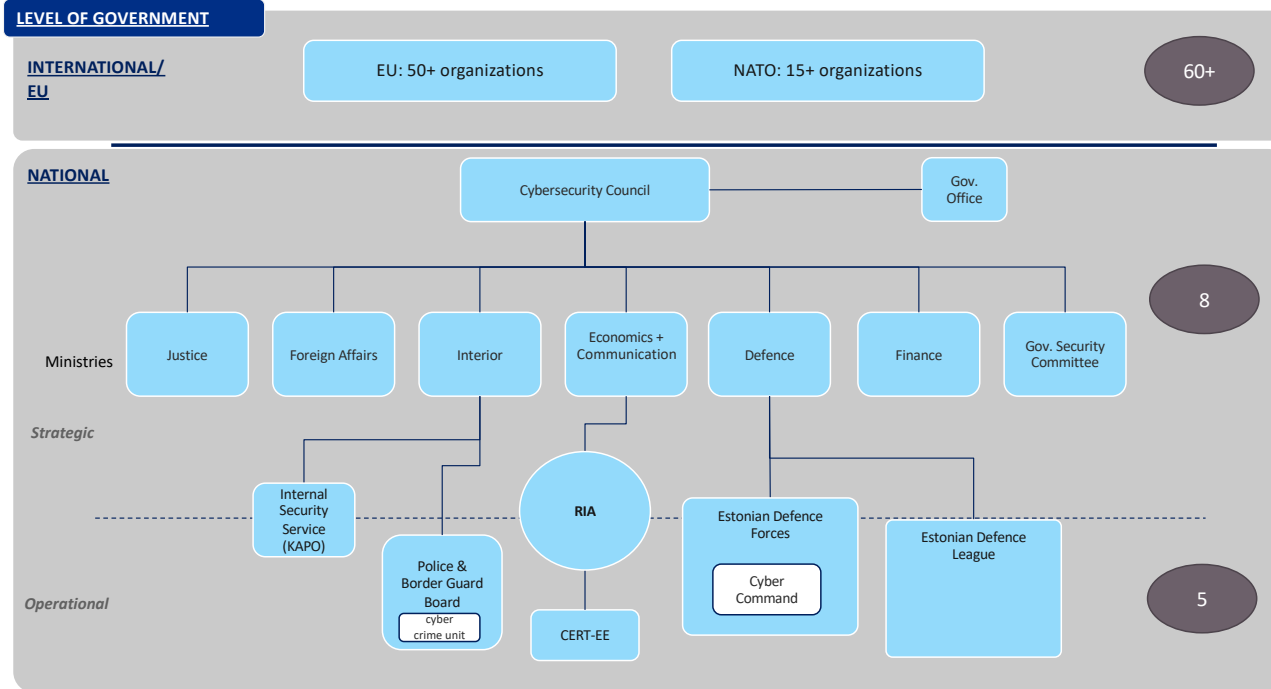 LEVEL OF GOVERNMENT
INTERNATIONAL/
EU
EU: 50+ organizations
NATO: 15+ organizations
60+
NATIONAL
Cybersecurity Council
Gov.
Office
8
Ministries
Justice
Foreign Affairs
Interior
Economics +
Communication
Defence
Finance
Gov. Security
Committee
Strategic
Internal
Security
Service
(KAPO)
RIA
Estonian Defence
Forces
Estonian Defence
League
Operational
Police &
Border Guard
Board
cyber
crime unit
CERT-EE
Cyber
Command
5